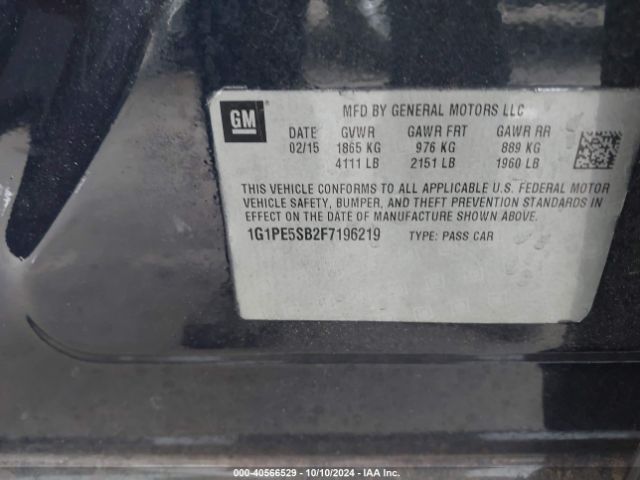 GM
MFD BY GENERAL MOTORS LLC
DATE GVWR GAWR FRT GAWR RR
02/15 1865 KG 976 KG 889 KG
4111 LB 2151 LB 1960 LB
THIS VEHICLE CONFORMS TO ALL APPLICABLE U.S. FEDERAL MOTOR
VEHICLE SAFETY, BUMPER, AND THEFT PREVENTION STANDARDS IN
EFFECT ON THE DATE OF MANUFACTURE SHOWN ABOVE.
1G1PE5SB2F7196219 TYPE: PASS CAR
000-40566529 - 10/10/2024 - IAA Inc.